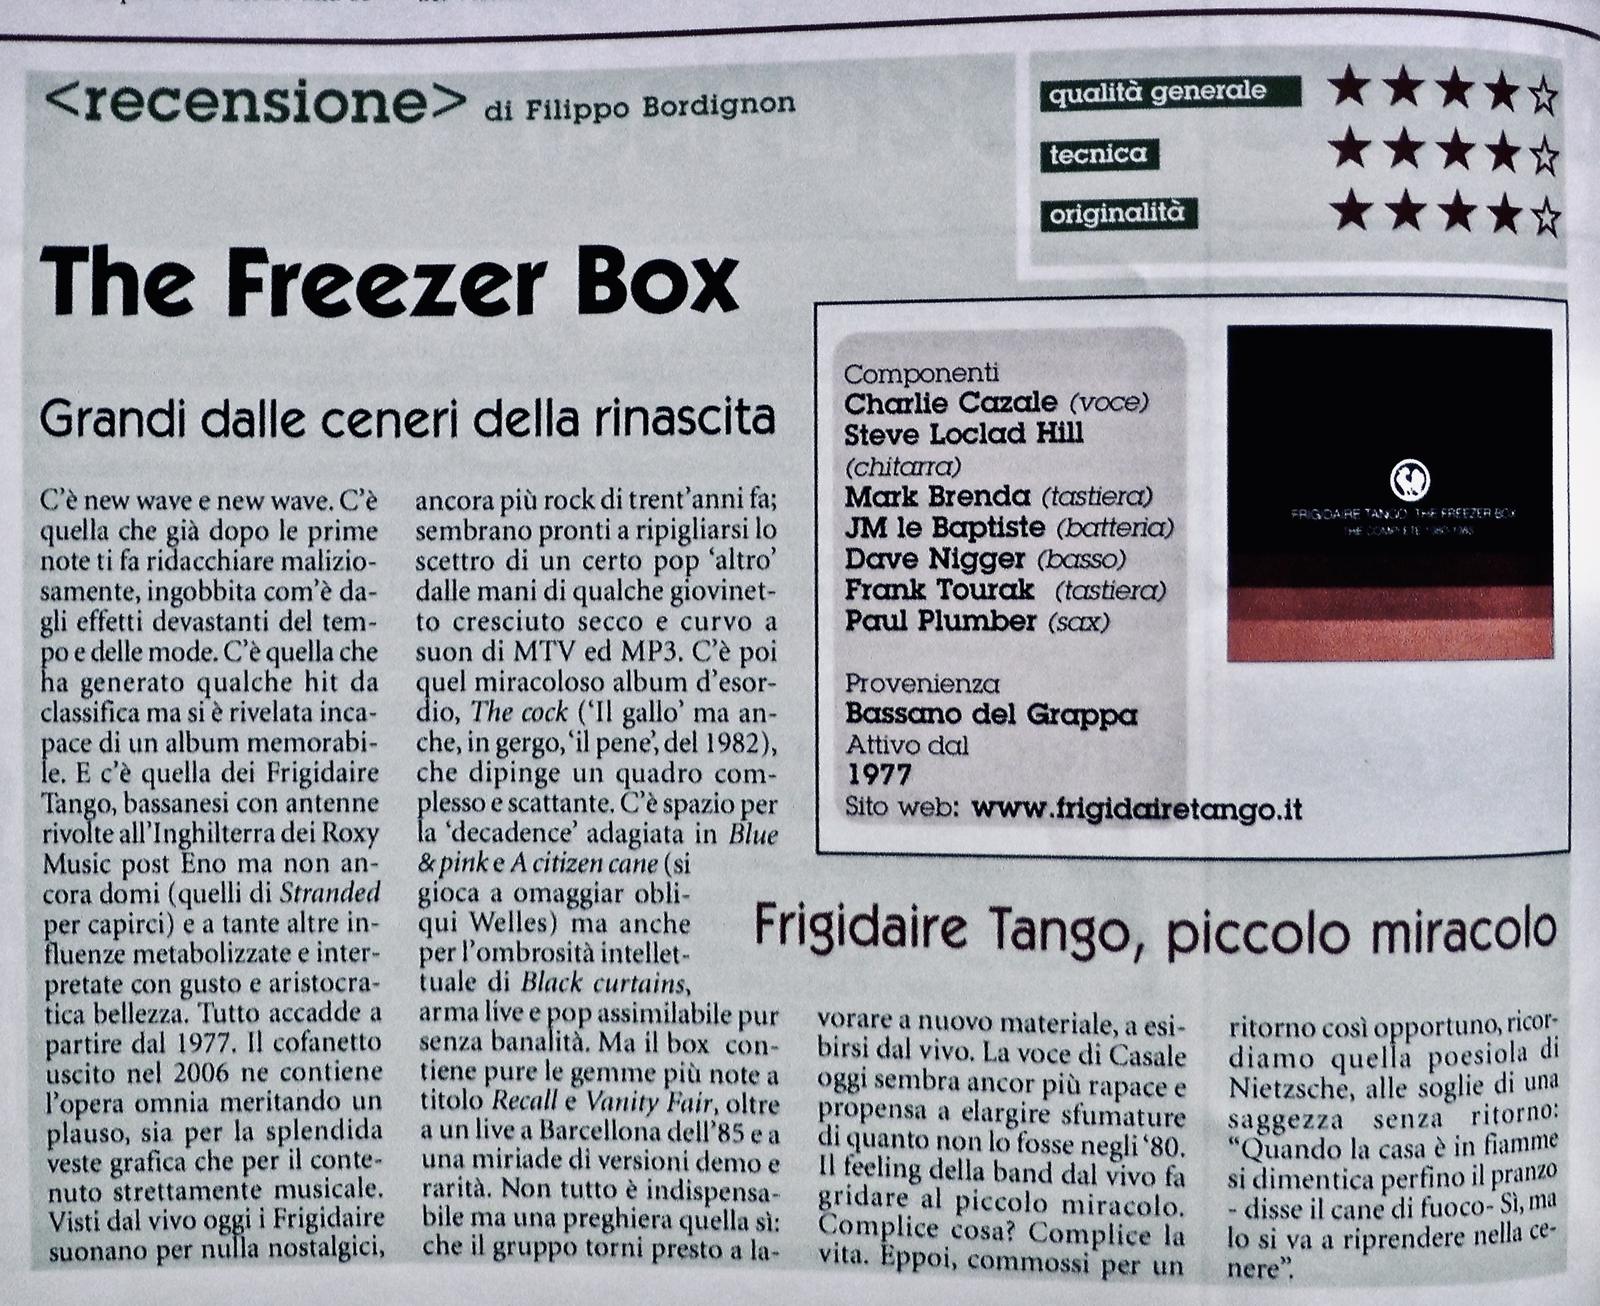 <recensione> di Filippo Bordignon
qualità generale
tecnica
originalità
The Freezer Box
Grandi dalle ceneri della rinascita
C'è new wave e new wave. C'è
quella che già dopo le prime
note ti fa ridacchiare malizio-
samente, ingobbita com'è da-
gli effetti devastanti del tem-
po e delle mode. C'è quella che
ha generato qualche hit da
classifica ma si è rivelata inca-
pace di un album memorabi-
le. E c'è quella dei Frigidaire
Tango, bassanesi con antenne
rivolte all'Inghilterra dei Roxy
Music post Eno ma non an-
cora domi (quelli di Stranded
per capirci) e a tante altre in-
fluenze metabolizzate e inter-
pretate con gusto e aristocra-
tica bellezza. Tutto accadde a
partire dal 1977. Il cofanetto
uscito nel 2006 ne contiene
l'opera omnia meritando un
plauso, sia per la splendida
veste grafica che per il conte-
nuto strettamente musicale.
Visti dal vivo oggi i Frigidaire
suonano per nulla nostalgici,
ancora più rock di trent'anni fa;
sembrano pronti a ripigliarsi lo
scettro di un certo pop 'altro'
dalle mani di qualche giovinet-
to cresciuto secco e curvo a
suon di MTV ed MP3. C'è poi
quel miracoloso album d'esor-
dio, The cock ('Il gallo' ma an-
che, in gergo, 'il pene', del 1982),
che dipinge un quadro com-
plesso e scattante. C'è spazio per
la 'decadence' adagiata in Blue
& pink e A citizen cane (si
gioca a omaggiar obli-
qui Welles) ma anche
per l'ombrosità intellet-
tuale di Black curtains,
arma live e pop assimilabile pur
senza banalità. Ma il box con-
tiene pure le gemme più note a
titolo Recall e Vanity Fair, oltre
a un live a Barcellona dell'85 e a
una miriade di versioni demo e
rarità. Non tutto è indispensa-
bile ma una preghiera quella sì:
che il gruppo torni presto a la-
Componenti
Charlie Cazale (voce)
Steve Loclad Hill
(chitarra)
Mark Brenda (tastiera)
JM le Baptiste (batteria)
Dave Nigger (basso)
Frank Tourak (tastiera)
Paul Plumber (sax)
Provenienza
Bassano del Grappa
Attivo dal
1977
Sito web: www.frigidairetango.it
FRIGIDAIRE TANGO. THE FREEZER BOX
THE COMPLETE 1980-1985
Frigidaire Tango, piccolo miracolo
vorare a nuovo materiale, a esi-
birsi dal vivo. La voce di Casale
oggi sembra ancor più rapace e
propensa a elargire sfumature
di quanto non lo fosse negli '80.
Il feeling della band dal vivo fa
gridare al piccolo miracolo.
Complice cosa? Complice la
vita. Eppoi, commossi per un
ritorno così opportuno, ricor-
diamo quella poesiola di
Nietzsche, alle soglie di una
saggezza senza ritorno:
"Quando la casa è in fiamme
si dimentica perfino il pranzo
- disse il cane di fuoco- Sì, ma
lo si va a riprendere nella ce-
nere".